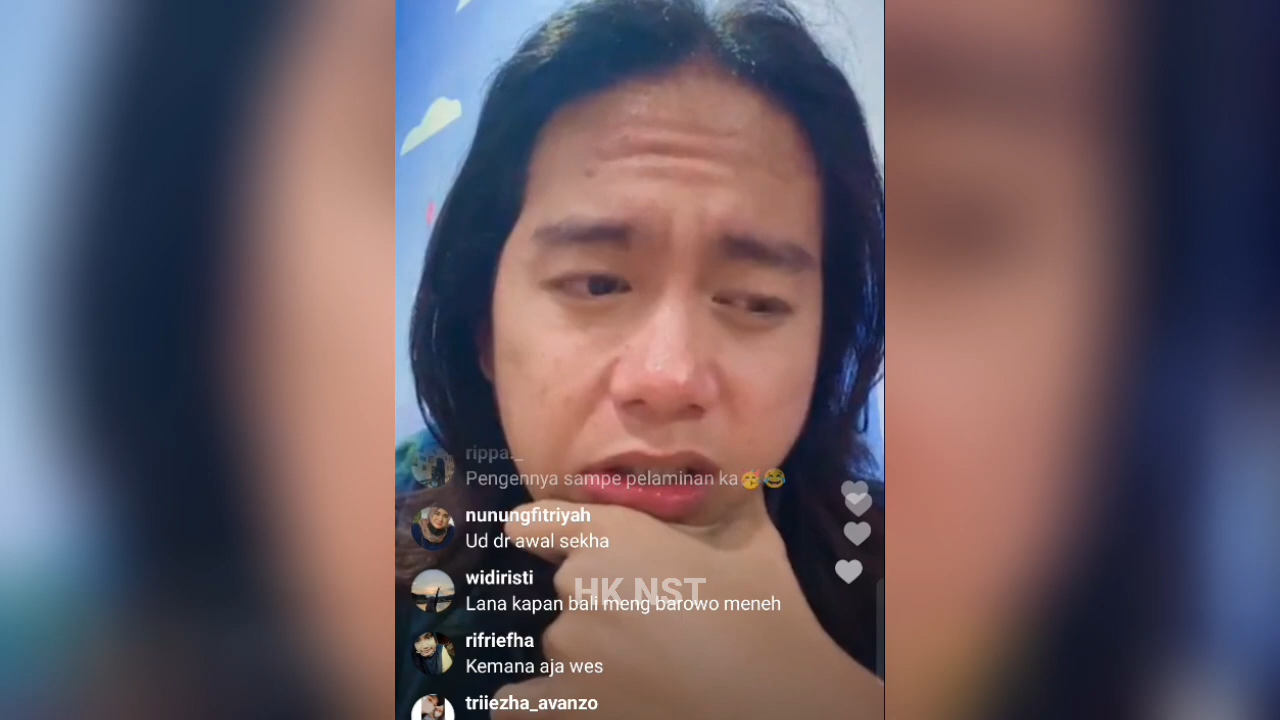 rippa._
Pengennya sampe pelaminan ka🥳😂
nunungfitriyah
Ud dr awal sekha
HK NST
widiristi
Lana kapan bali meng barowo meneh
rifriefha
Kemana aja wes
triiezha_avanzo